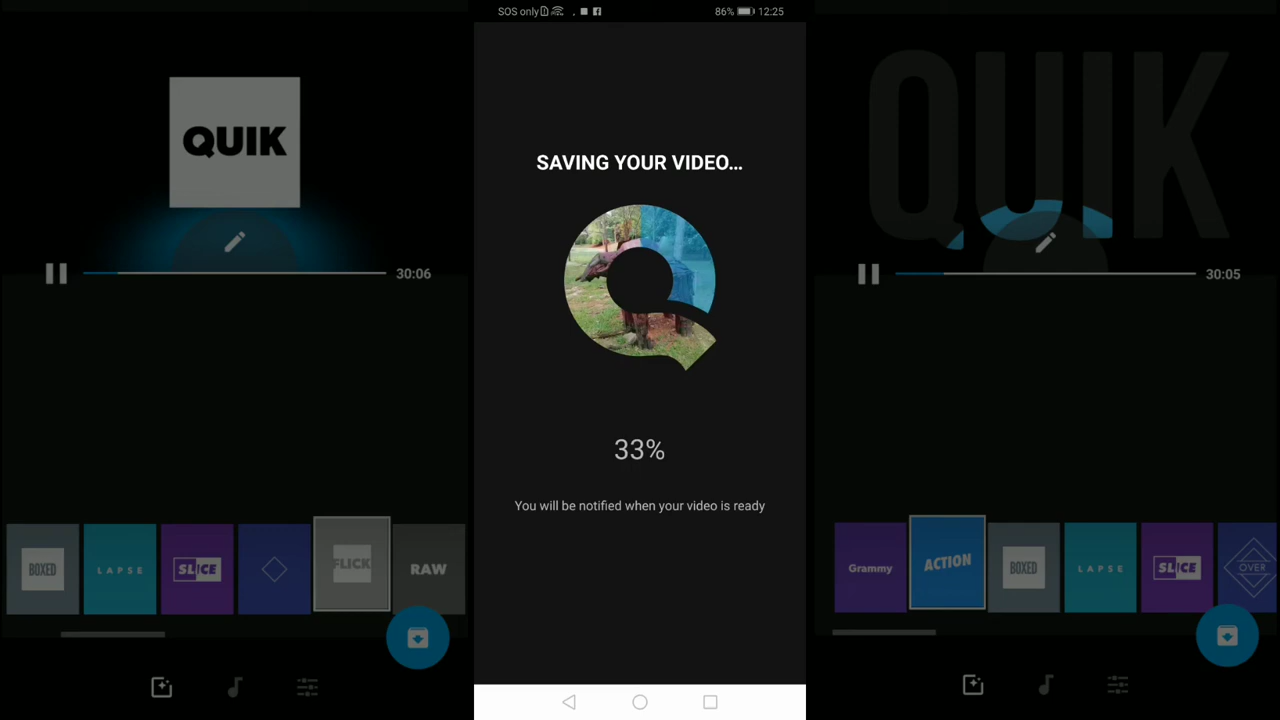 QUIK
30:06
BOXED
LAPSE
SLICE
FLICK
RAW
SOS only
86%
12:25
SAVING YOUR VIDEO...
33%
You will be notified when your video is ready
QUIK
30:05
Grammy
ACTION
BOXED
LAPSE
SLICE
OVER